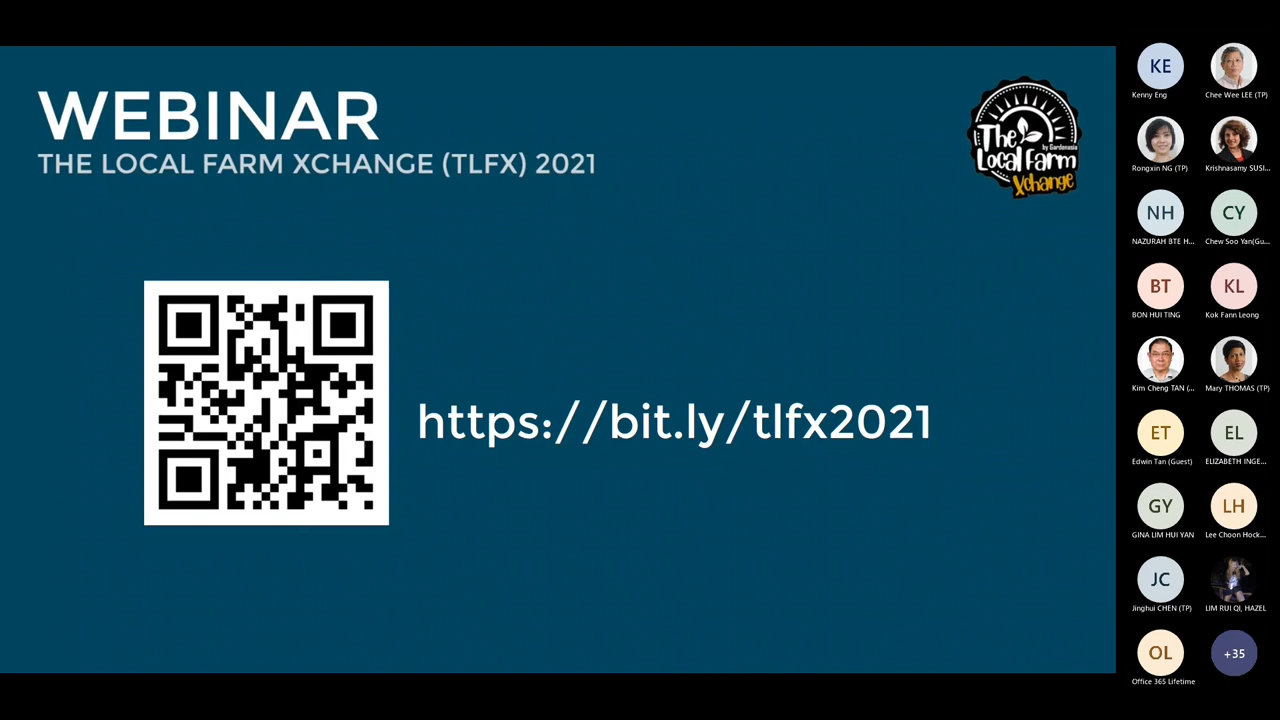 WEBINAR
THE LOCAL FARM XCHANGE (TLFX) 2021
The
by Gardenasia
Local Farm
Xchange
https://bit.ly/tlfx2021
KE
Kenny Eng
Chee Wee LEE (TP)
Rongxin NG (TP)
Krishnasamy SUSI...
NH
CY
NAZURAH BTE H...
Chew Soo Yan(Gu...
BT
KL
BON HUI TING
Kok Fann Leong
Kim Cheng TAN (...
Mary THOMAS (TP)
ET
EL
Edwin Tan (Guest)
ELIZABETH INGE...
GY
LH
GINA LIM HUI YAN
Lee Choon Hock...
JC
Jinghui CHEN (TP)
LIM RUI QI, HAZEL
OL
+35
Office 365 Lifetime